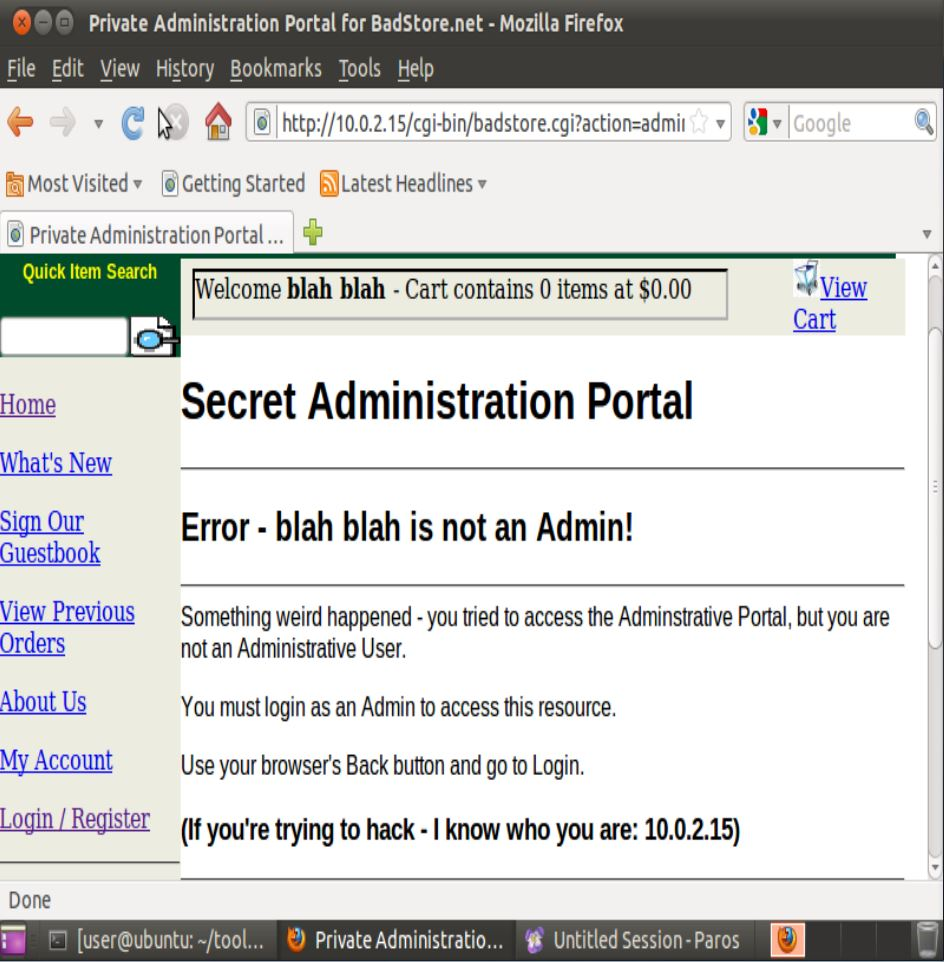 Private Administration Portal for BadStore.net - Mozilla Firefox
File Edit View History Bookmarks Tools Help
http://10.0.2.15/cgi-bin/badstore.cgi?action=admin
Google
Most Visited Getting Started Latest Headlines
Private Administration Portal ...
Quick Item Search
Welcome blah blah - Cart contains 0 items at $0.00
View
Cart
Home
What's New
Sign Our
Guestbook
View Previous
Orders
About Us
My Account
Login / Register
Secret Administration Portal
Error - blah blah is not an Admin!
Something weird happened - you tried to access the Adminstrative Portal, but you are
not an Administrative User.
You must login as an Admin to access this resource.
Use your browser's Back button and go to Login.
(If you're trying to hack - I know who you are: 10.0.2.15)
Done
[user@ubuntu: ~/tool... Private Administratio... Untitled Session - Paros